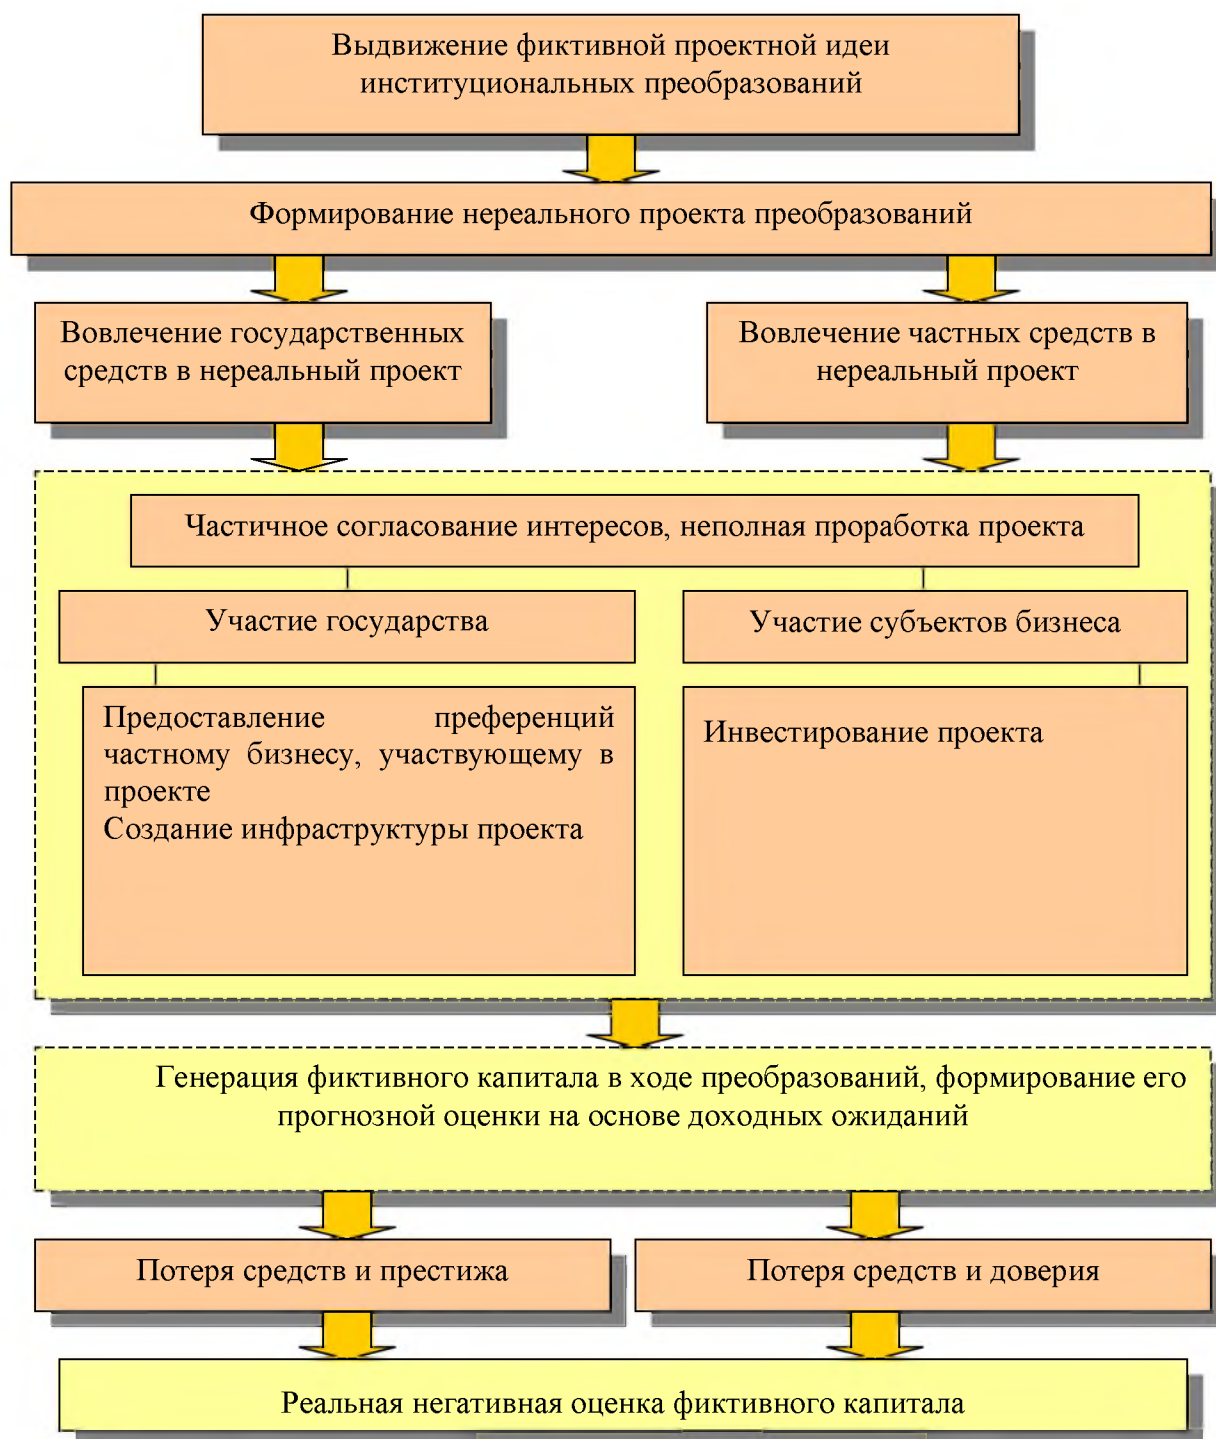 Выдвижение фиктивной проектной идеи
институциональных преобразований
Формирование нереального проекта преобразований
Вовлечение государственных
средств в нереальный проект
Вовлечение частных средств в
нереальный проект
Частичное согласование интересов, неполная проработка проекта
Участие государства
Участие субъектов бизнеса
Предоставление преференций
частному бизнесу, участвующему в
проекте
Создание инфраструктуры проекта
Инвестирование проекта
Генерация фиктивного капитала в ходе преобразований, формирование его
прогнозной оценки на основе доходных ожиданий
Потеря средств и престижа
Потеря средств и доверия
Реальная негативная оценка фиктивного капитала